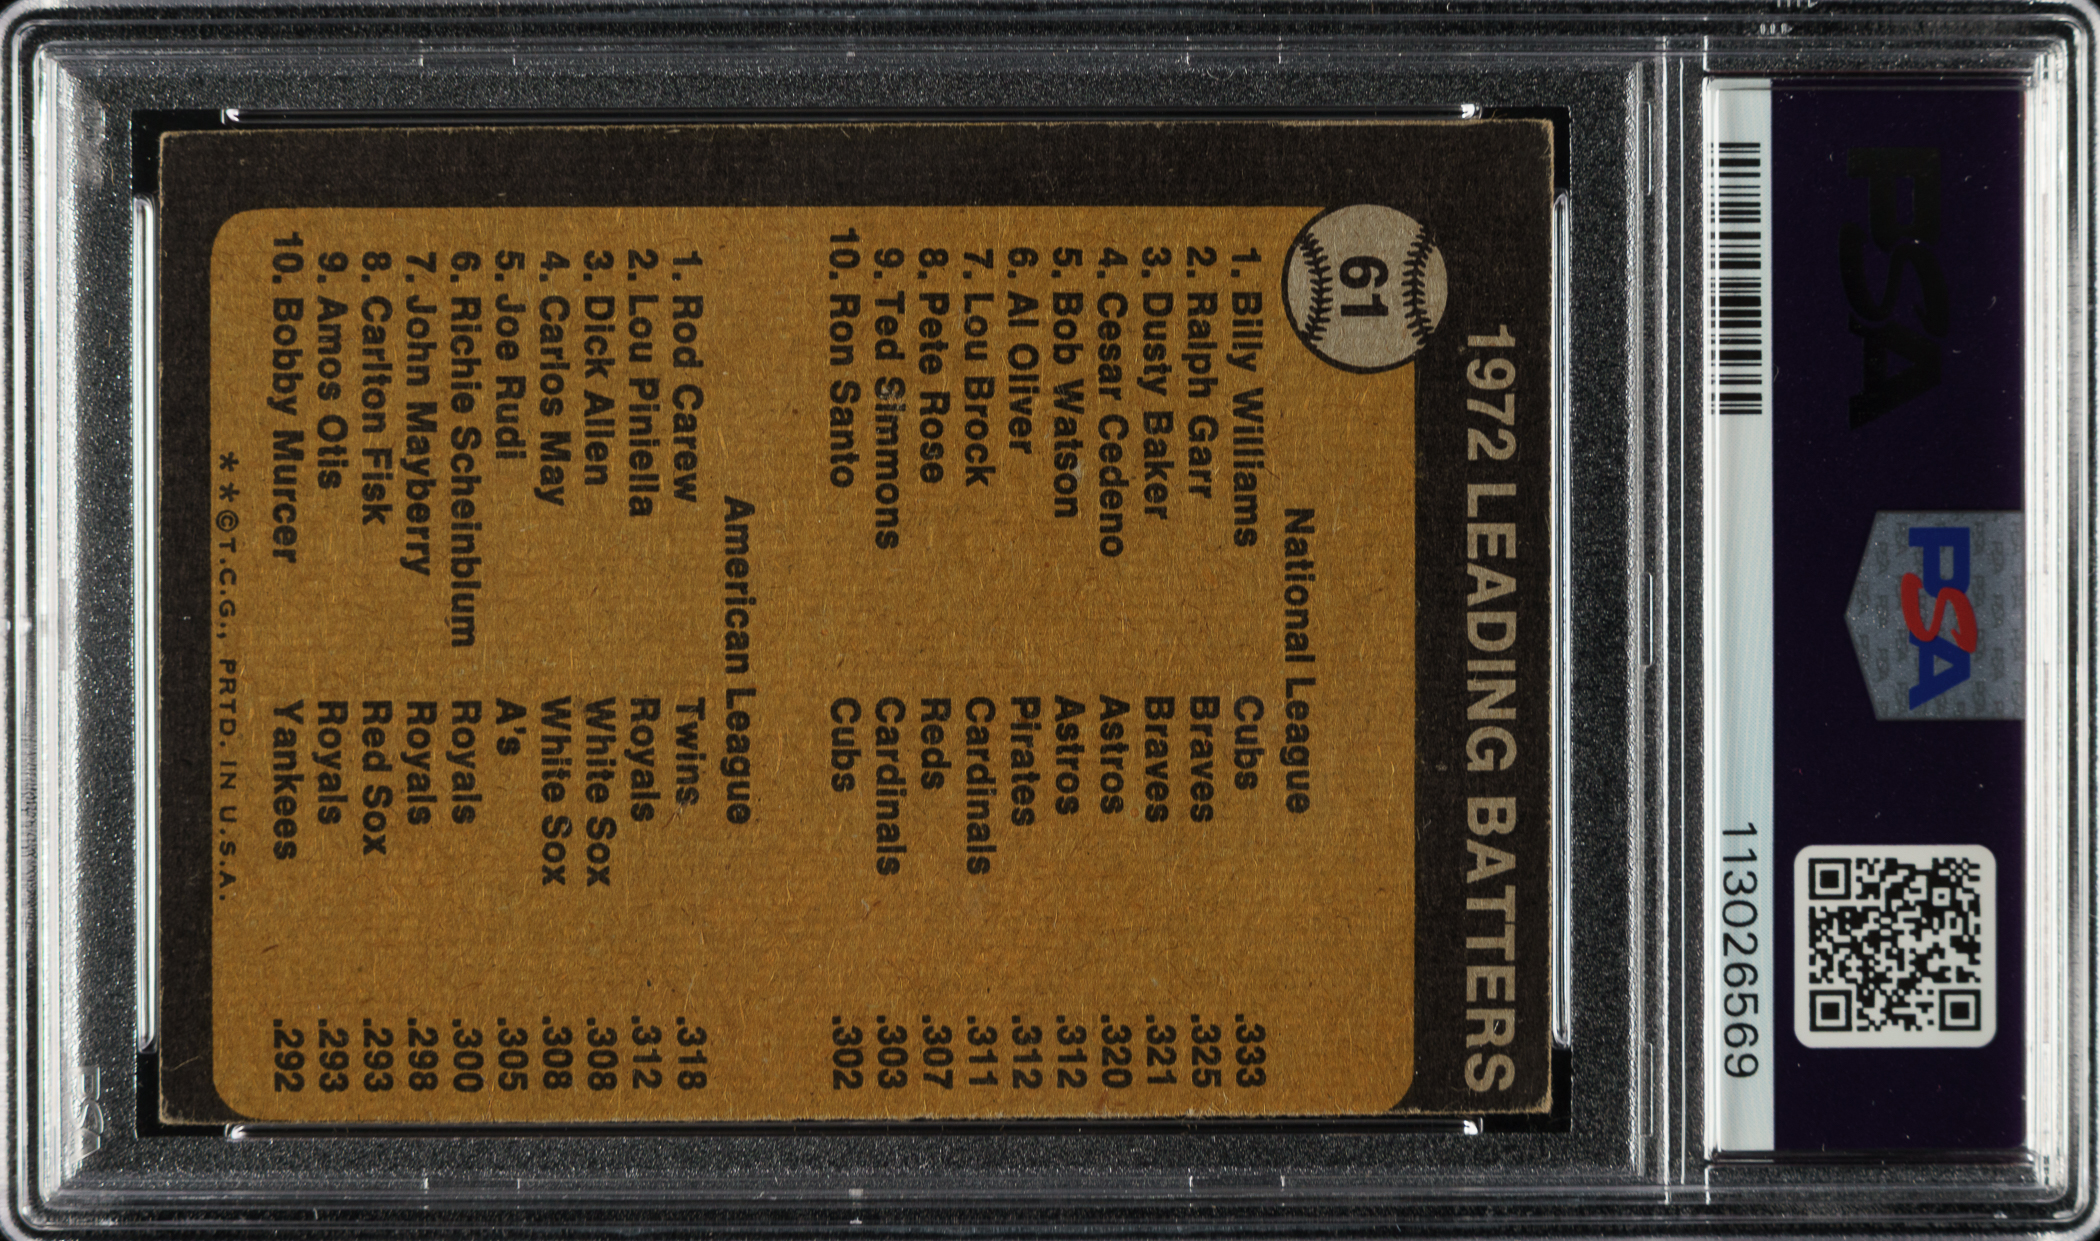 PSA
PSA
113026569
1972 LEADING BATTERS
61
National League
1. Billy Williams Cubs .333
2. Ralph Garr Braves .325
3. Dusty Baker Braves .321
4. Cesar Cedeno Astros .320
5. Bob Watson Astros .312
6. Al Oliver Pirates .312
7. Lou Brock Cardinals .311
8. Pete Rose Reds .307
9. Ted Simmons Cardinals .303
10. Ron Santo Cubs .302
American League
1. Rod Carew Twins .318
2. Lou Piniella Royals .312
3. Dick Allen White Sox .308
4. Carlos May White Sox .308
5. Joe Rudi A's .305
6. Richie Scheinblum Royals .300
7. John Mayberry Royals .298
8. Carlton Fisk Red Sox .293
9. Amos Otis Royals .293
10. Bobby Murcer Yankees .292
**©T.C.G., PRTD. IN U.S.A.
PSA